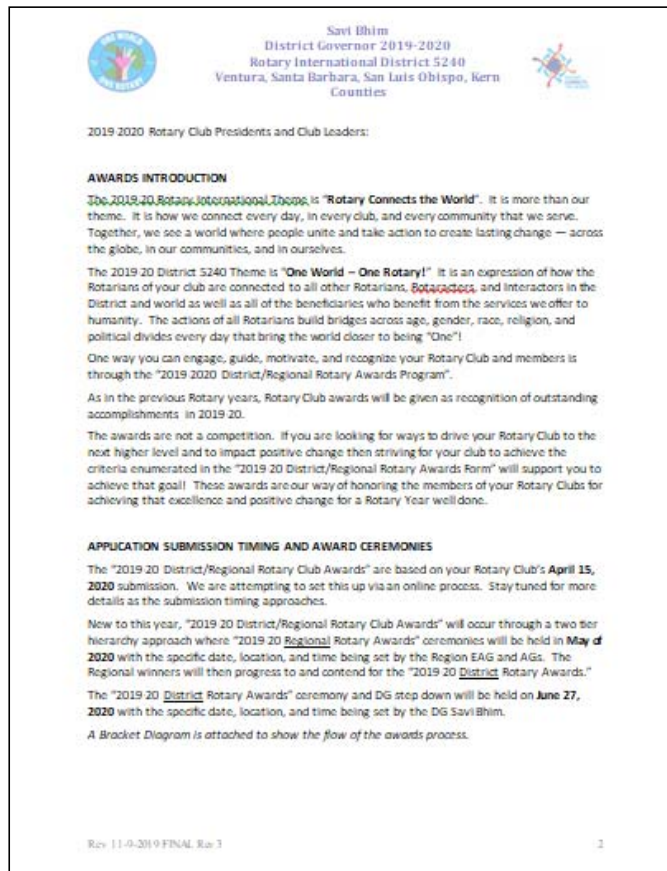 Savi Bhim
District Governor 2019-2020
Rotary International District 5240
Ventura, Santa Barbara, San Luis Obispo, Kern
Counties
ONE WORLD
ONE ROTARY
2019-2020 Rotary Club Presidents and Club Leaders:
AWARDS INTRODUCTION
The 2019-20 Rotary International Theme is “Rotary Connects the World”. It is more than our
theme. It is how we connect every day, in every club, and every community that we serve.
Together, we see a world where people unite and take action to create lasting change — across
the globe, in our communities, and in ourselves.
The 2019-20 District 5240 Theme is “One World – One Rotary!” It is an expression of how the
Rotarians of your club are connected to all other Rotarians, Rotaractors, and Interactors in the
District and world as well as all of the beneficiaries who benefit from the services we offer to
humanity. The actions of all Rotarians build bridges across age, gender, race, religion, and
political divides every day that bring the world closer to being “One”!
One way you can engage, guide, motivate, and recognize your Rotary Club and members is
through the “2019-2020 District/Regional Rotary Awards Program”.
As in the previous Rotary years, Rotary Club awards will be given as recognition of outstanding
accomplishments in 2019-20.
The awards are not a competition. If you are looking for ways to drive your Rotary Club to the
next higher level and to impact positive change then striving for your club to achieve the
criteria enumerated in the “2019-20 District/Regional Rotary Awards Form” will support you to
achieve that goal! These awards are our way of honoring the members of your Rotary Clubs for
achieving that excellence and positive change for a Rotary Year well done.
APPLICATION SUBMISSION TIMING AND AWARD CEREMONIES
The “2019-20 District/Regional Rotary Club Awards” are based on your Rotary Club’s April 15,
2020 submission. We are attempting to set this up via an online process. Stay tuned for more
details as the submission timing approaches.
New to this year, “2019-20 District/Regional Rotary Club Awards” will occur through a two tier
hierarchy approach where “2019-20 Regional Rotary Awards” ceremonies will be held in May of
2020 with the specific date, location, and time being set by the Region EAG and AGs. The
Regional winners will then progress to and contend for the “2019-20 District Rotary Awards.”
The “2019-20 District Rotary Awards” ceremony and DG step down will be held on June 27,
2020 with the specific date, location, and time being set by the DG Savi Bhim.
A Bracket Diagram is attached to show the flow of the awards process.
Rev 11-9-2019 FINAL Rev 3
2